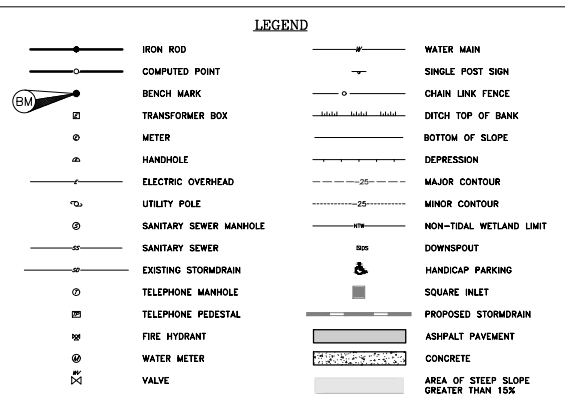 LEGEND
IRON ROD
COMPUTED POINT
BM
BENCH MARK
TRANSFORMER BOX
METER
HANDHOLE
E
ELECTRIC OVERHEAD
UTILITY POLE
S
SANITARY SEWER MANHOLE
SS
SANITARY SEWER
SD
EXISTING STORMDRAIN
T
TELEPHONE MANHOLE
TELEPHONE PEDESTAL
FIRE HYDRANT
W
WATER METER
WV
VALVE
W
WATER MAIN
SINGLE POST SIGN
CHAIN LINK FENCE
DITCH TOP OF BANK
BOTTOM OF SLOPE
DEPRESSION
-25-
MAJOR CONTOUR
-25-
MINOR CONTOUR
NTW
NON-TIDAL WETLAND LIMIT
DOWNSPOUT
HANDICAP PARKING
SQUARE INLET
PROPOSED STORMDRAIN
ASHPALT PAVEMENT
CONCRETE
AREA OF STEEP SLOPE
GREATER THAN 15%